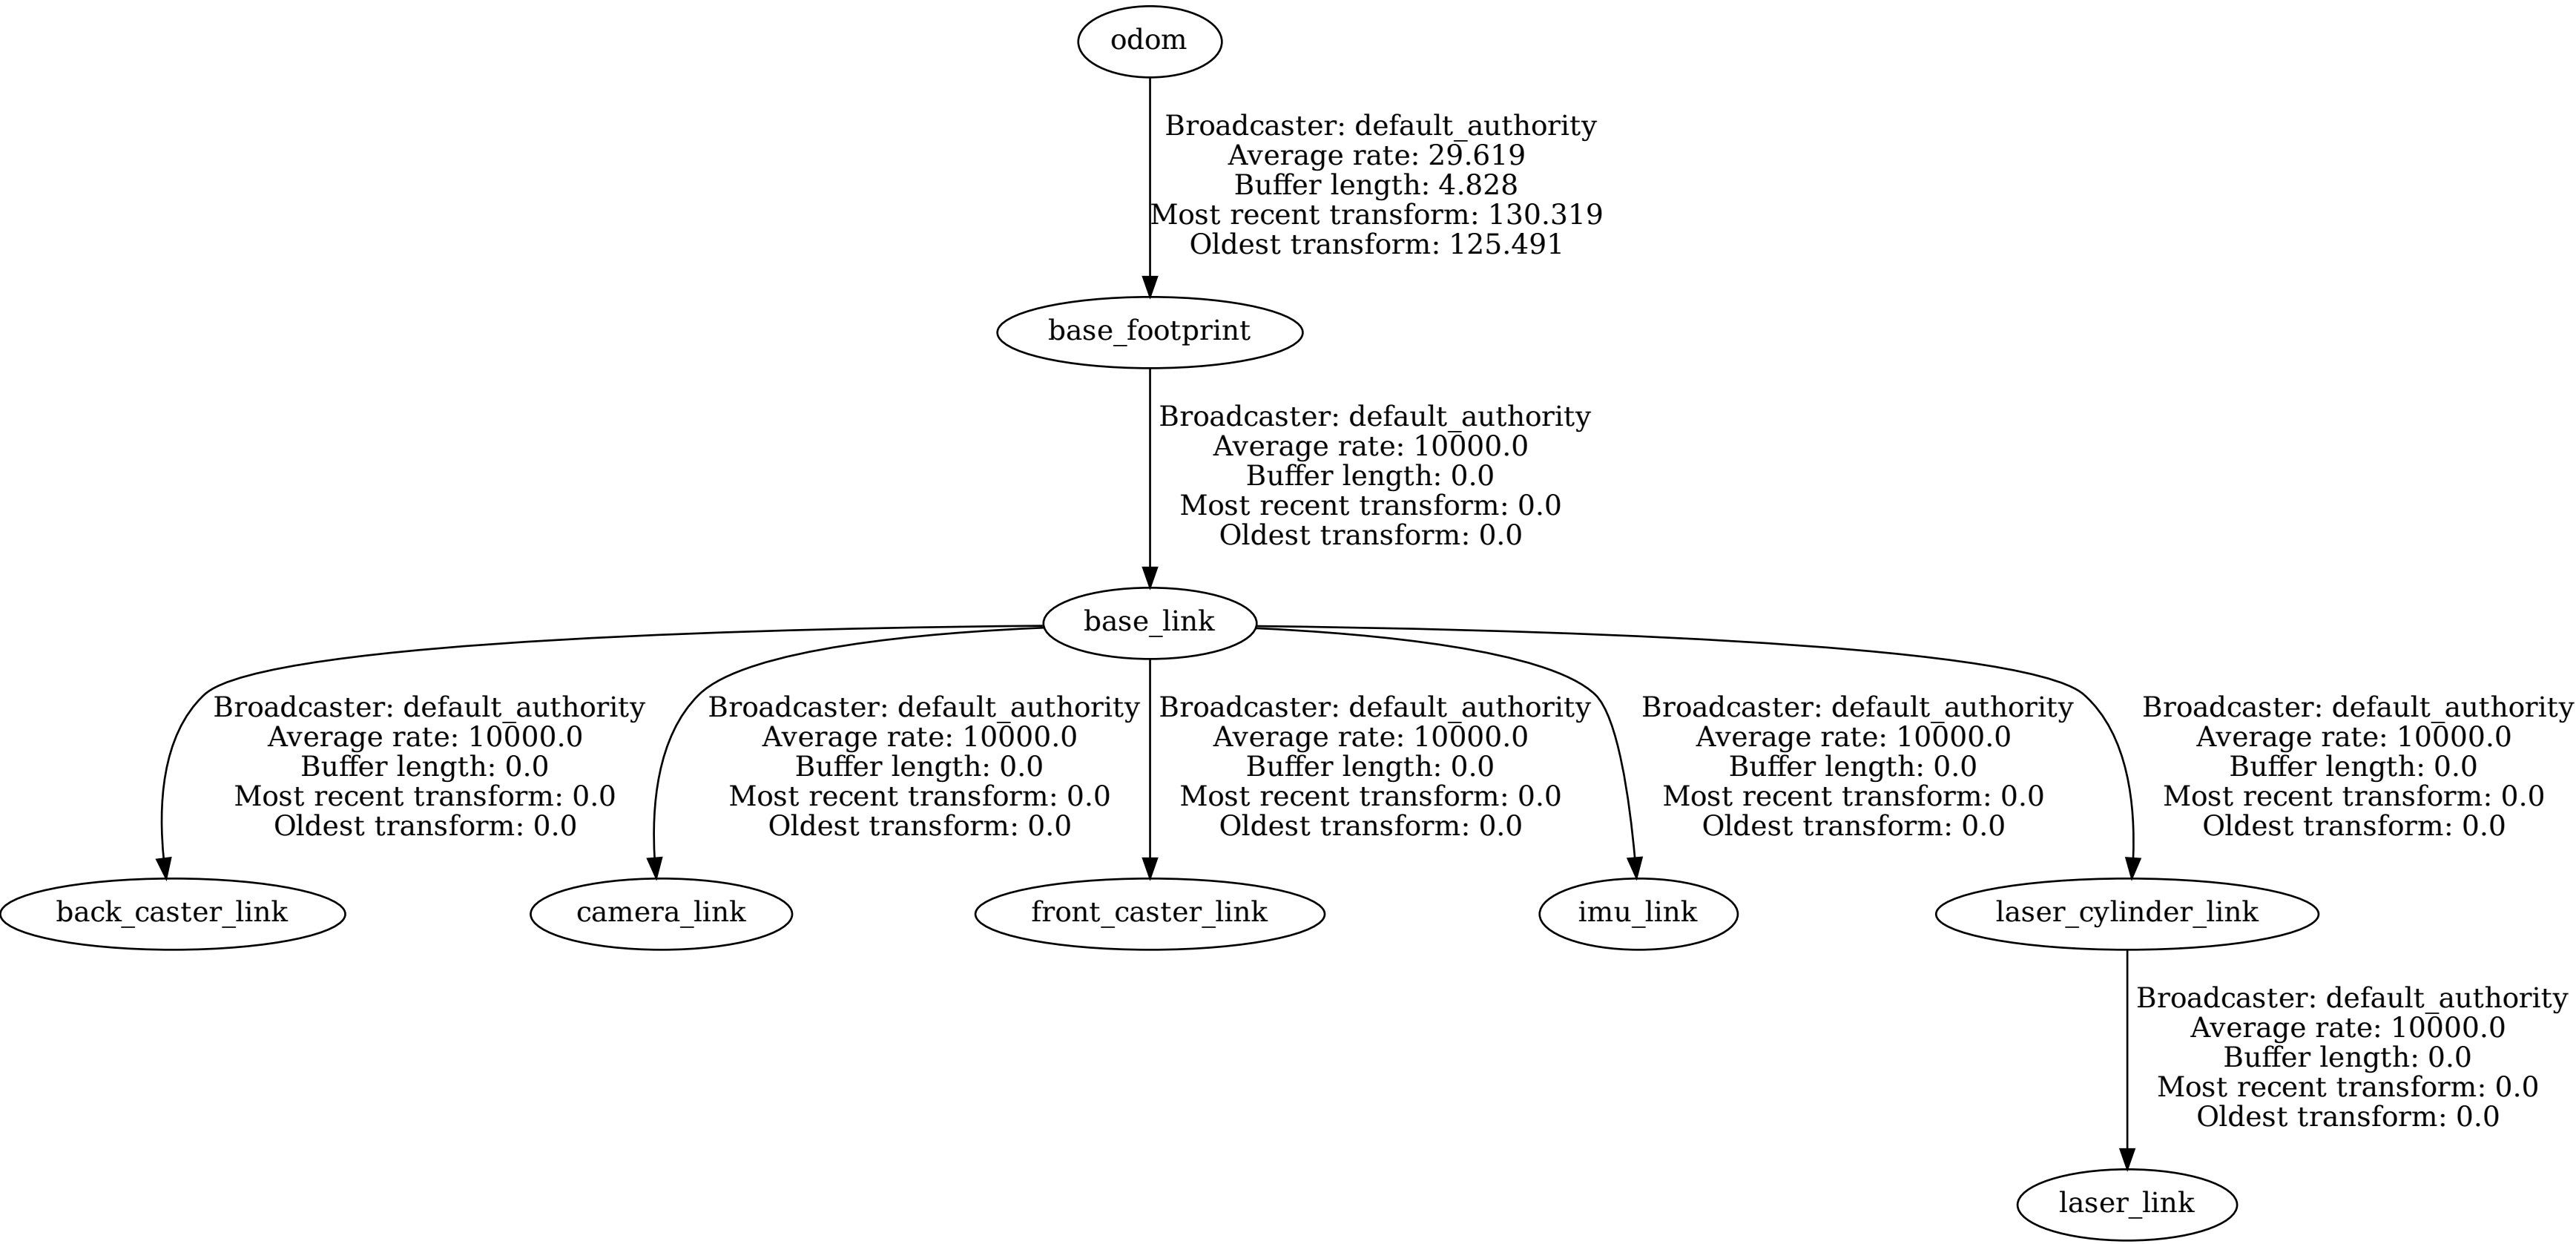 odom
Broadcaster: default_authority
Average rate: 29.619
Buffer length: 4.828
Most recent transform: 130.319
Oldest transform: 125.491
base_footprint
Broadcaster: default_authority
Average rate: 10000.0
Buffer length: 0.0
Most recent transform: 0.0
Oldest transform: 0.0
base_link
Broadcaster: default_authority
Average rate: 10000.0
Buffer length: 0.0
Most recent transform: 0.0
Oldest transform: 0.0
Broadcaster: default_authority
Average rate: 10000.0
Buffer length: 0.0
Most recent transform: 0.0
Oldest transform: 0.0
Broadcaster: default_authority
Average rate: 10000.0
Buffer length: 0.0
Most recent transform: 0.0
Oldest transform: 0.0
Broadcaster: default_authority
Average rate: 10000.0
Buffer length: 0.0
Most recent transform: 0.0
Oldest transform: 0.0
Broadcaster: default_authority
Average rate: 10000.0
Buffer length: 0.0
Most recent transform: 0.0
Oldest transform: 0.0
back_caster_link
camera_link
front_caster_link
imu_link
laser_cylinder_link
Broadcaster: default_authority
Average rate: 10000.0
Buffer length: 0.0
Most recent transform: 0.0
Oldest transform: 0.0
laser_link